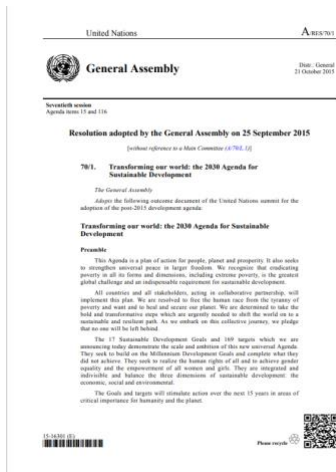 United Nations
A/RES/70/1
General Assembly
Distr.: General
21 October 2015
Seventieth session
Agenda items 15 and 116
Resolution adopted by the General Assembly on 25 September 2015
[without reference to a Main Committee (A/70/L.1)]
70/1. Transforming our world: the 2030 Agenda for
Sustainable Development
The General Assembly
Adopts the following outcome document of the United Nations summit for the
adoption of the post-2015 development agenda:
Transforming our world: the 2030 Agenda for Sustainable
Development
Preamble
This Agenda is a plan of action for people, planet and prosperity. It also seeks
to strengthen universal peace in larger freedom. We recognize that eradicating
poverty in all its forms and dimensions, including extreme poverty, is the greatest
global challenge and an indispensable requirement for sustainable development.
All countries and all stakeholders, acting in collaborative partnership, will
implement this plan. We are resolved to free the human race from the tyranny of
poverty and want and to heal and secure our planet. We are determined to take the
bold and transformative steps which are urgently needed to shift the world on to a
sustainable and resilient path. As we embark on this collective journey, we pledge
that no one will be left behind.
The 17 Sustainable Development Goals and 169 targets which we are
announcing today demonstrate the scale and ambition of this new universal Agenda.
They seek to build on the Millennium Development Goals and complete what they
did not achieve. They seek to realize the human rights of all and to achieve gender
equality and the empowerment of all women and girls. They are integrated and
indivisible and balance the three dimensions of sustainable development: the
economic, social and environmental.
The Goals and targets will stimulate action over the next 15 years in areas of
critical importance for humanity and the planet.
15-16301 (E)
Please recycle